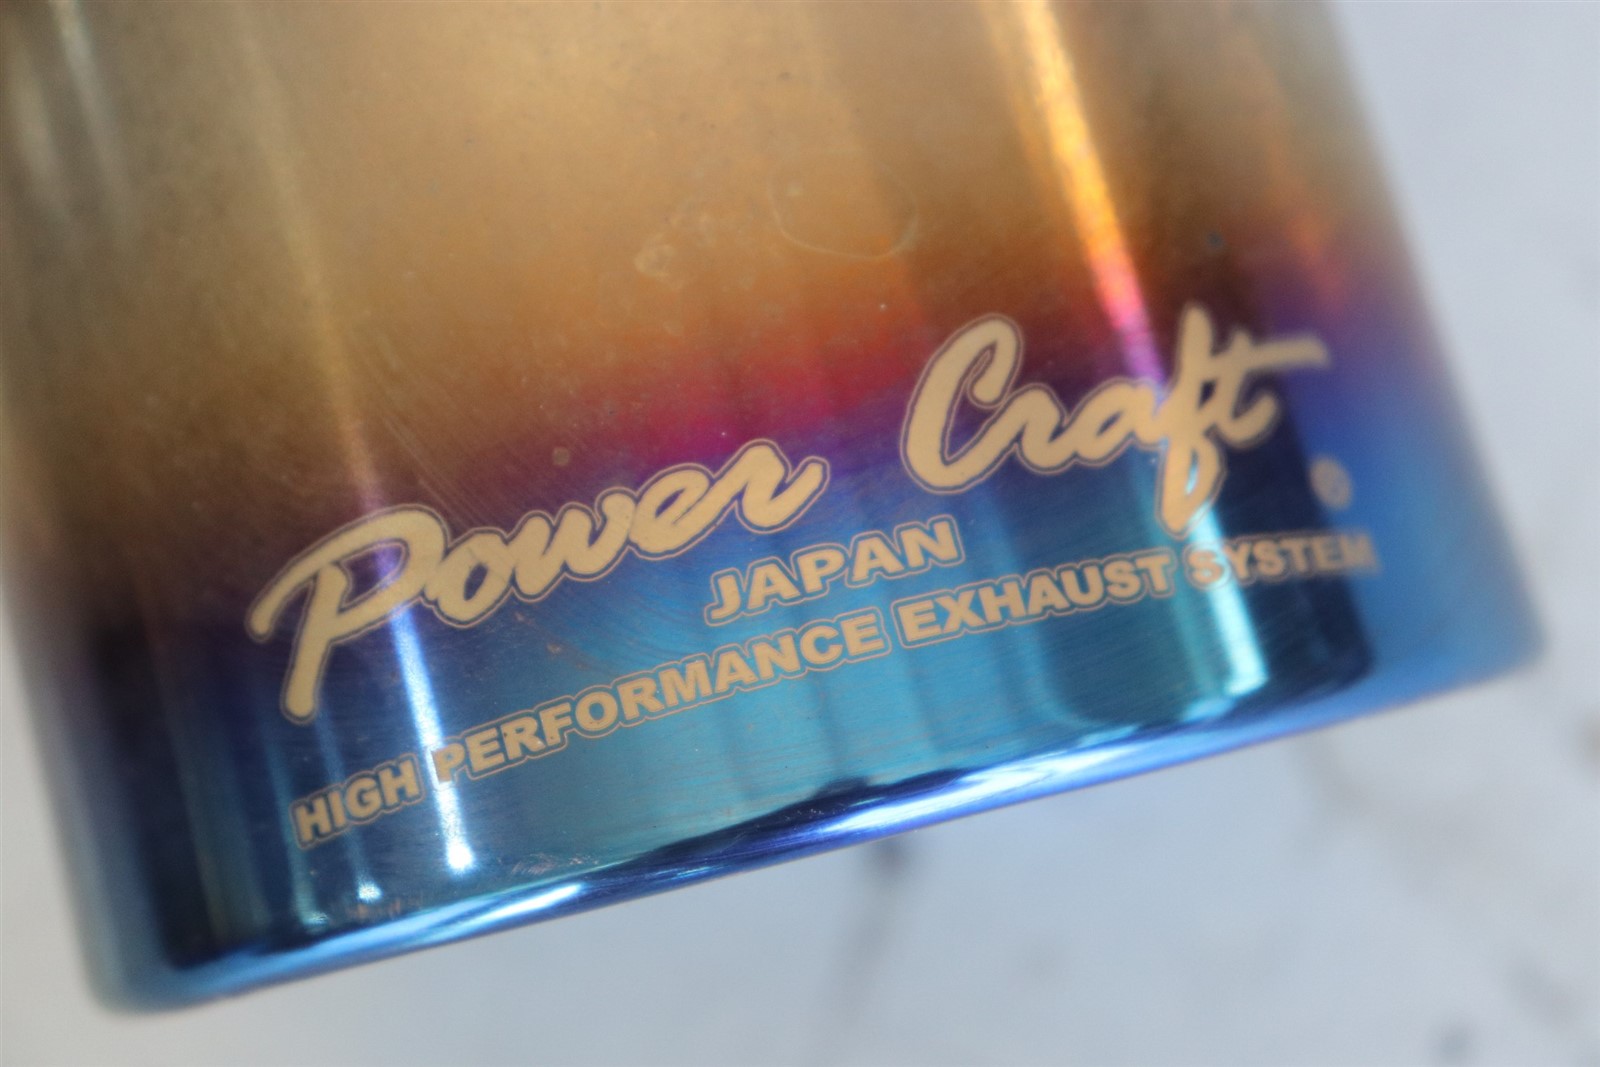 Power Craft ®
JAPAN
HIGH PERFORMANCE EXHAUST SYSTEM